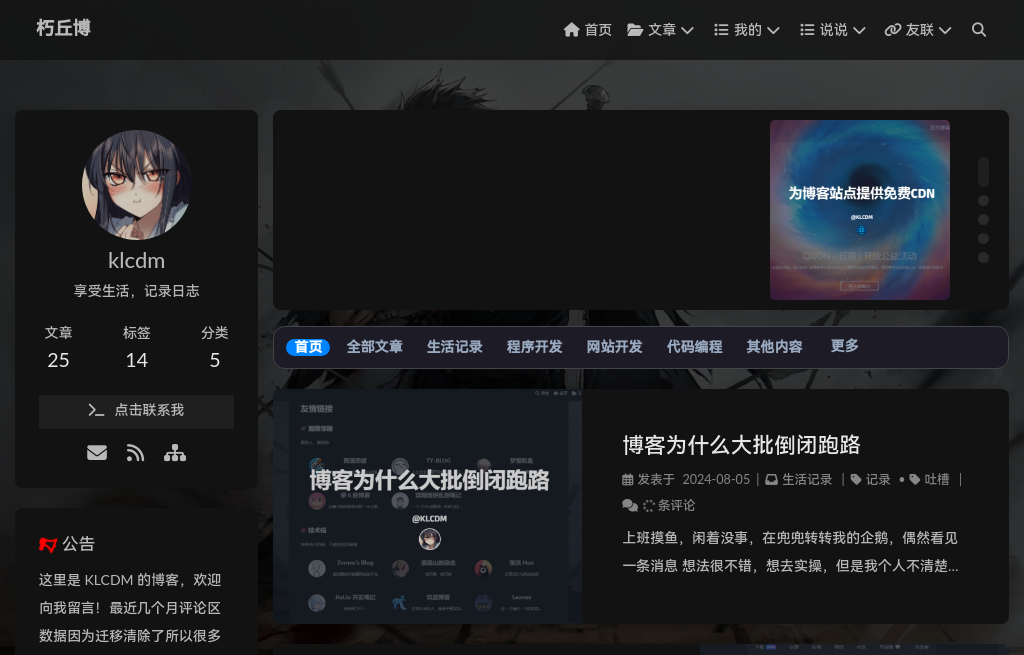 朽丘博
首页 文章 我的 说说 友联
klcdm
享受生活，记录日志
文章 标签 分类
25 14 5
点击联系我
公告
这里是 KLCDM 的博客，欢迎
向我留言！最近几个月评论区
数据因为迁移清除了所以很多
为博客站点提供免费CDN
@KLCDM
首页 全部文章 生活记录 程序开发 网站开发 代码编程 其他内容 更多
友情链接
博客为什么大批倒闭跑路
@KLCDM
博客为什么大批倒闭跑路
发表于 2024-08-05 | 生活记录 | 记录 • 吐槽 |
条评论
上班摸鱼，闲着没事，在兜兜转转我的企鹅，偶然看见
一条消息 想法很不错，想去实操，但是我个人不清楚...